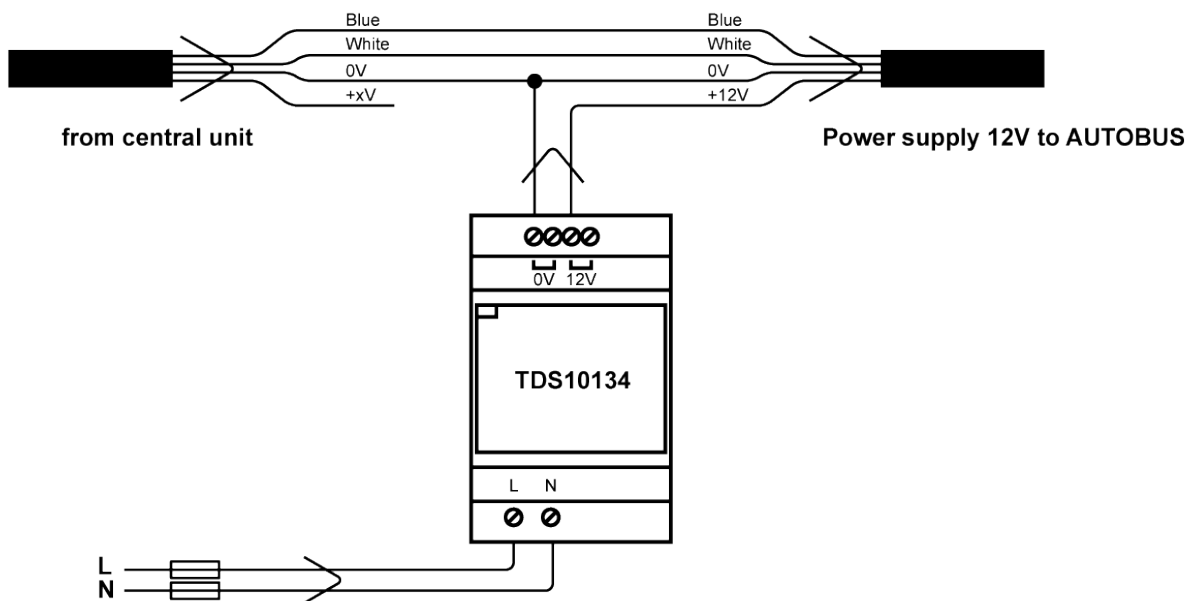 Blue Blue
White White
0V 0V
+xV +12V
from central unit Power supply 12V to AUTOBUS
0V 12V
TDS10134
L N
L
N